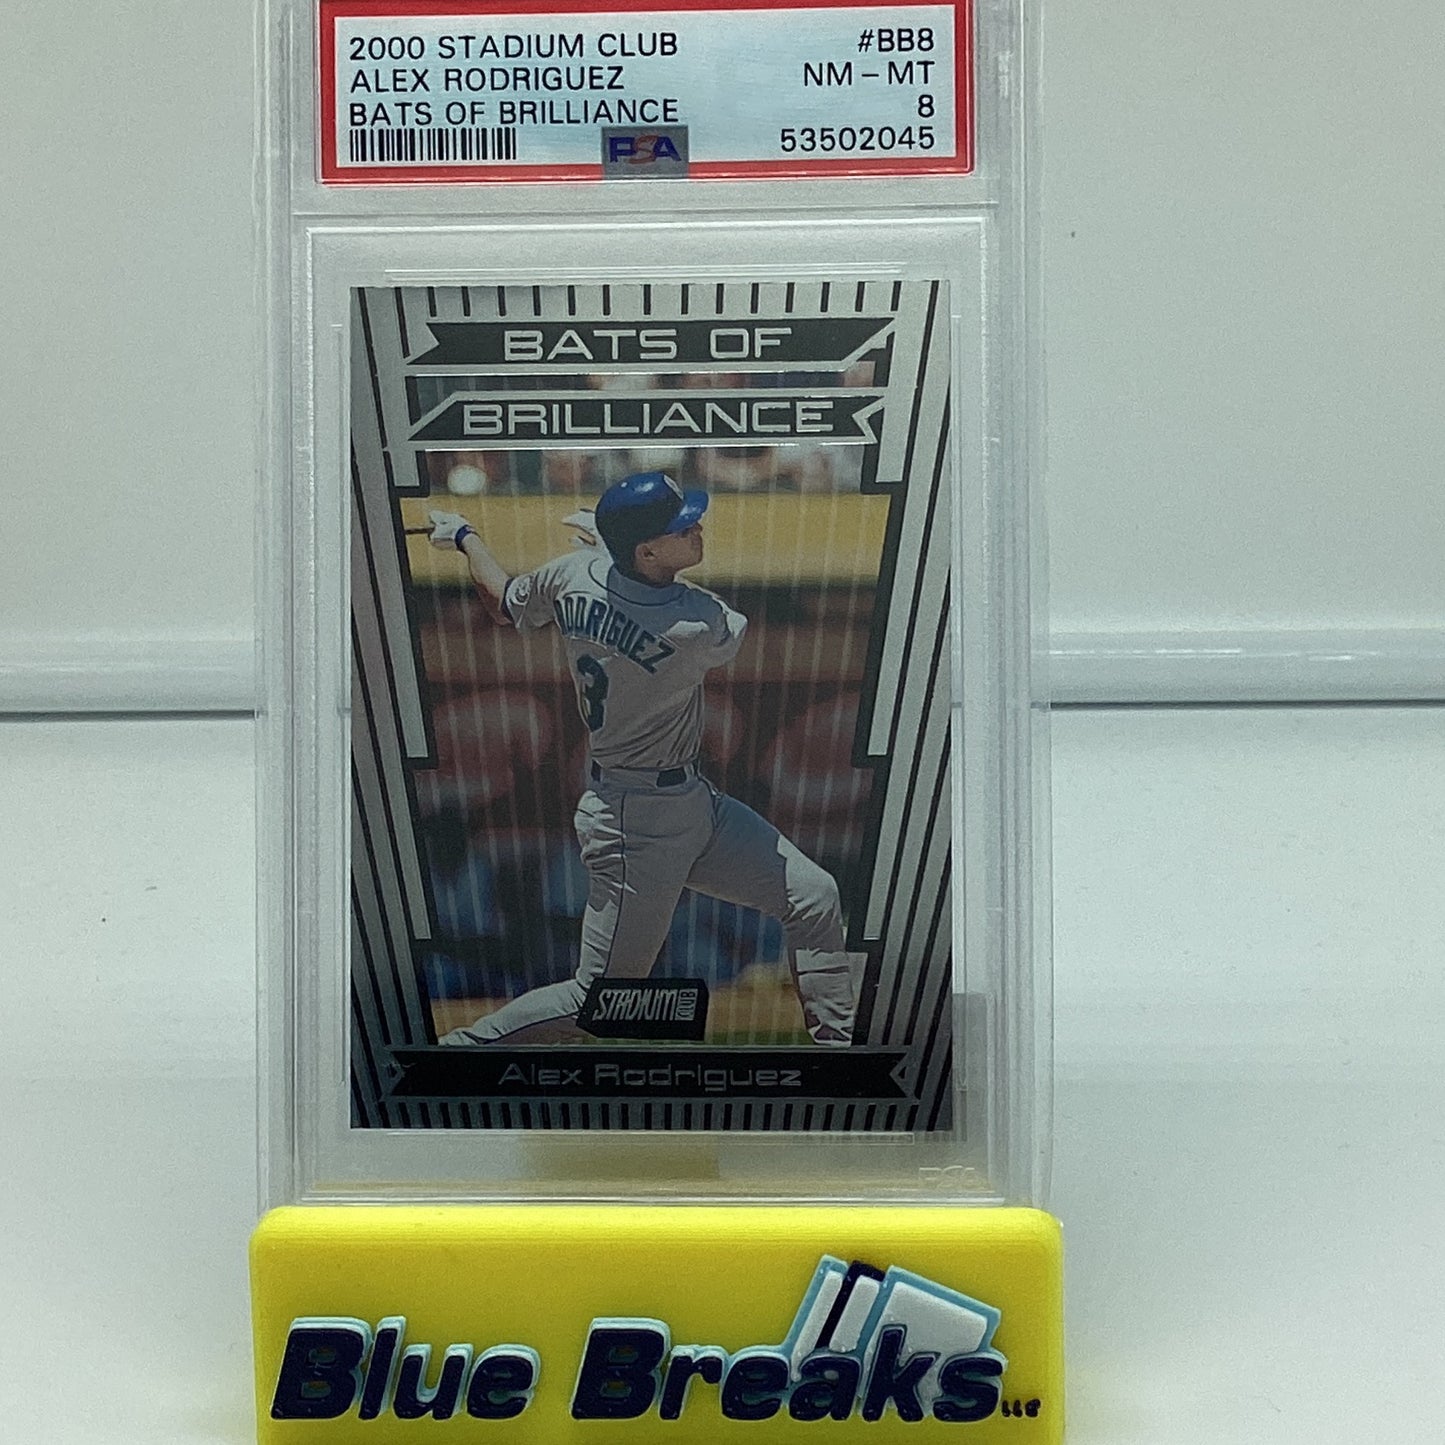 2000 STADIUM CLUB #BB8
ALEX RODRIGUEZ NM - MT
BATS OF BRILLIANCE 8
PSA 53502045
BATS OF
BRILLIANCE
RODRIGUEZ
3
STADIUM CLUB
Alex Rodriguez
PSA
Blue Breaks LLC